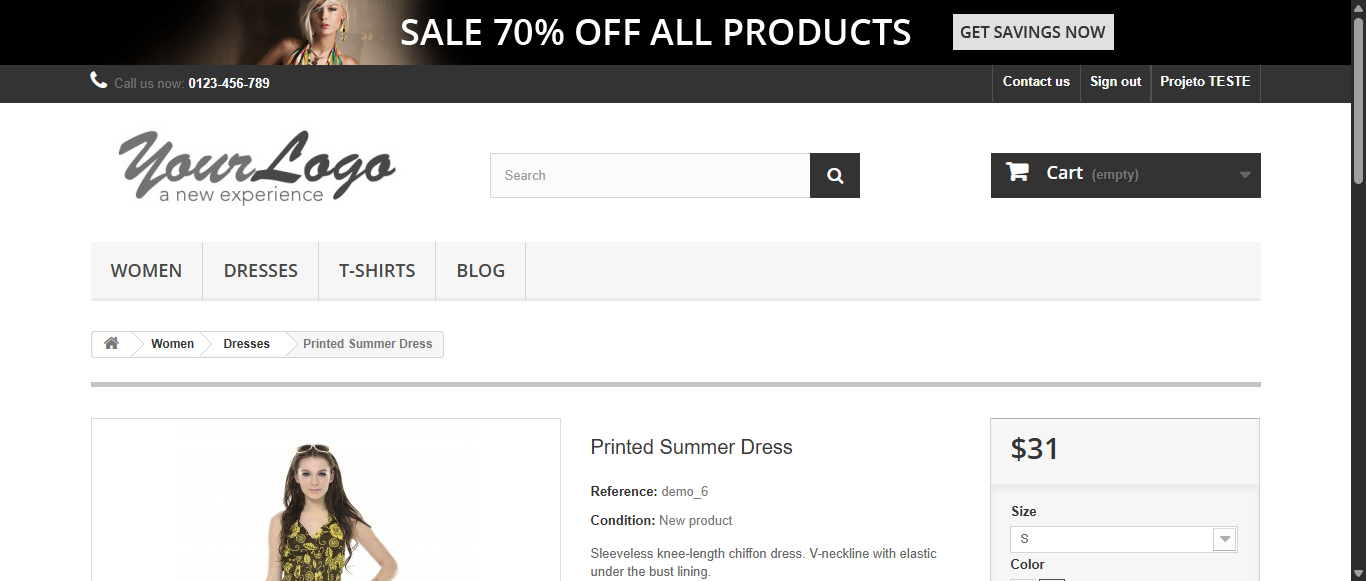 SALE 70% OFF ALL PRODUCTS GET SAVINGS NOW
Call us now: 0123-456-789 Contact us Sign out Projeto TESTE
YourLogo
a new experience
Search
Cart (empty)
WOMEN DRESSES T-SHIRTS BLOG
Women Dresses Printed Summer Dress
Printed Summer Dress
Reference: demo_6
Condition: New product
Sleeveless knee-length chiffon dress. V-neckline with elastic
under the bust lining.
$31
Size
S
Color